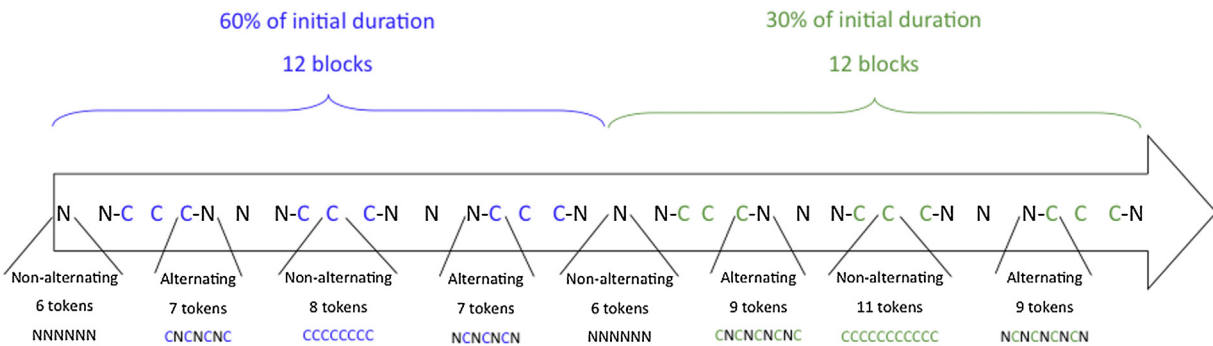 60% of initial duration
30% of initial duration
12 blocks
12 blocks
N N-C C C-N N N-C C C-N N N-C C C-N N N-C C C-N N N-C C C-N N N-C C C-N
Non-alternating Alternating Non-alternating Alternating Non-alternating Alternating Non-alternating Alternating
6 tokens 7 tokens 8 tokens 7 tokens 6 tokens 9 tokens 11 tokens 9 tokens
NNNNNN CNCNCNC CCCCCCCC NCNCNCN NNNNNN CNCNCNCNC CCCCCCCCCCC NCNCNCNCN